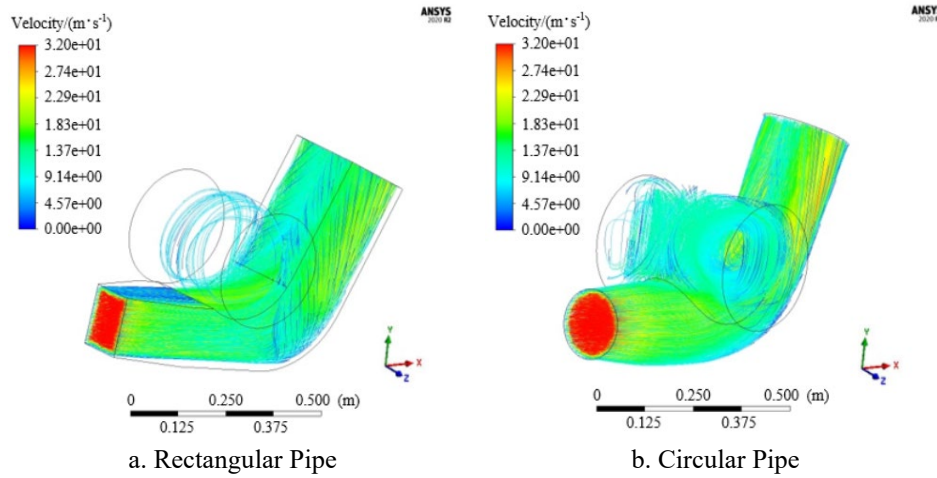 ANSYS
2020 R2
Velocity/(m·s⁻¹)
3.20e+01
2.74e+01
2.29e+01
1.83e+01
1.37e+01
9.14e+00
4.57e+00
0.00e+00
Y
X
Z
0 0.250 0.500 (m)
0.125 0.375
a. Rectangular Pipe
ANSYS
2020
Velocity/(m·s⁻¹)
3.20e+01
2.74e+01
2.29e+01
1.83e+01
1.37e+01
9.14e+00
4.57e+00
0.00e+00
Y
X
Z
0 0.250 0.500 (m)
0.125 0.375
b. Circular Pipe